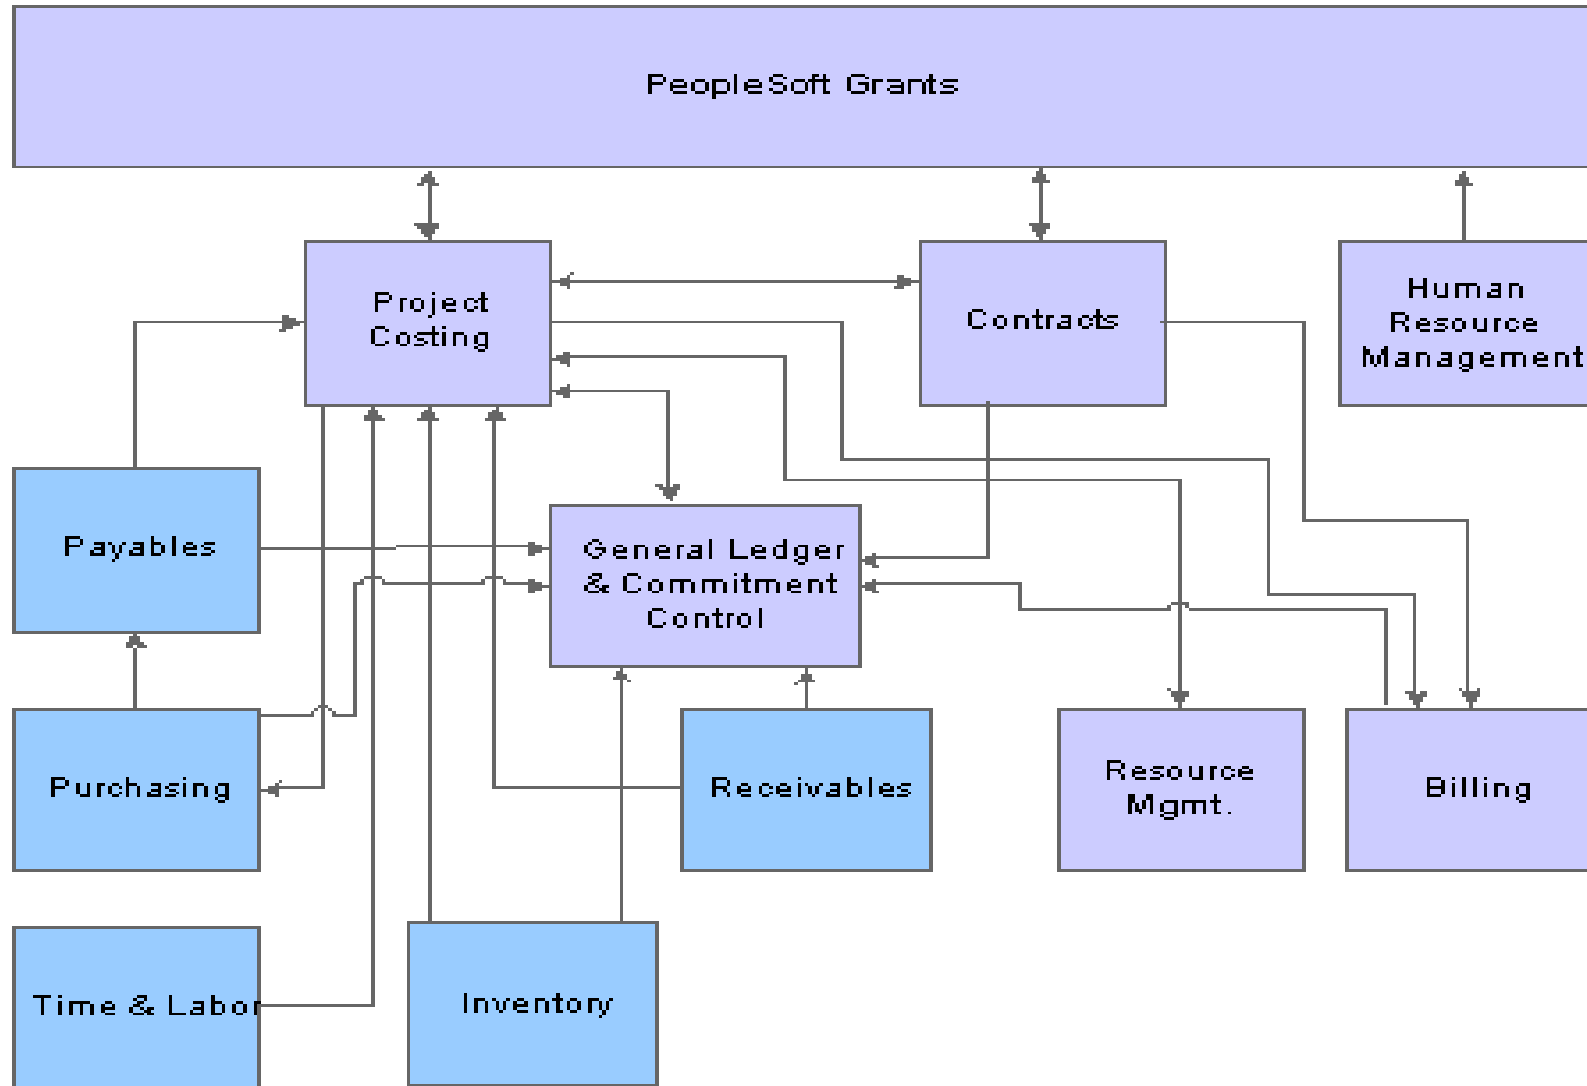 PeopleSoft Grants
Project
Costing
Contracts
Human
Resource
Management
Payables
General Ledger
& Commitment
Control
Purchasing
Receivables
Resource
Mgmt.
Billing
Time & Labor
Inventory